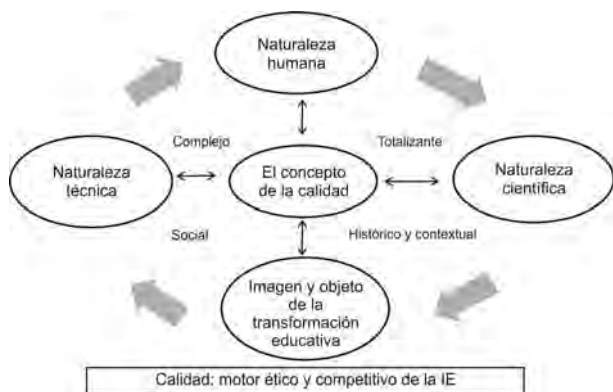 Naturaleza
humana
Complejo
Totalizante
Naturaleza
técnica
El concepto
de la calidad
Naturaleza
científica
Social
Histórico y contextual
Imagen y objeto
de la
transformación
educativa
Calidad: motor ético y competitivo de la IE